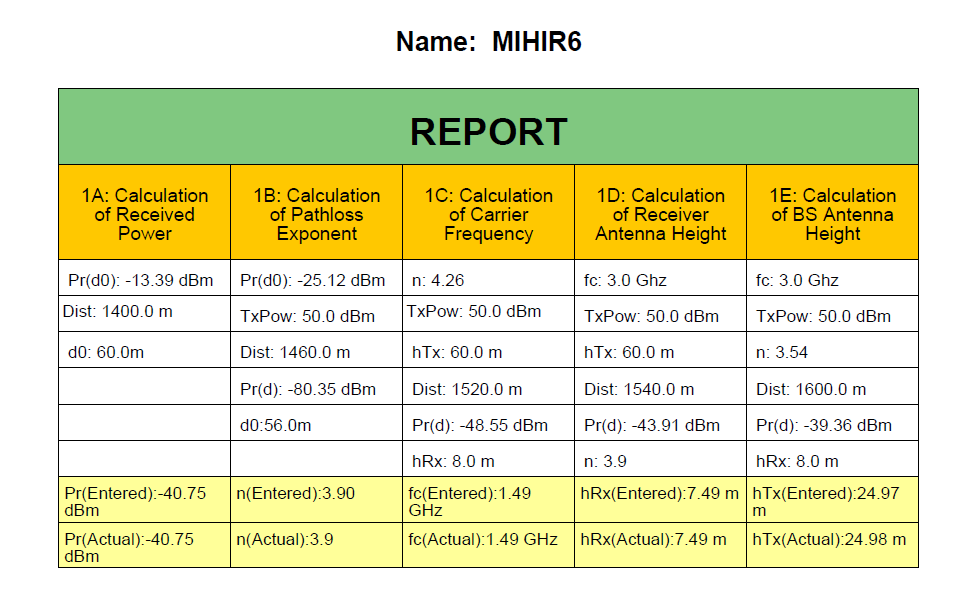 Name: MIHIR6
REPORT
1A: Calculation
of Received
Power
1B: Calculation
of Pathloss
Exponent
1C: Calculation
of Carrier
Frequency
1D: Calculation
of Receiver
Antenna Height
1E: Calculation
of BS Antenna
Height
Pr(d0): -13.39 dBm
Pr(d0): -25.12 dBm
n: 4.26
fc: 3.0 Ghz
fc: 3.0 Ghz
Dist: 1400.0 m
TxPow: 50.0 dBm
TxPow: 50.0 dBm
TxPow: 50.0 dBm
TxPow: 50.0 dBm
d0: 60.0m
Dist: 1460.0 m
hTx: 60.0 m
hTx: 60.0 m
n: 3.54
Pr(d): -80.35 dBm
Dist: 1520.0 m
Dist: 1540.0 m
Dist: 1600.0 m
d0:56.0m
Pr(d): -48.55 dBm
Pr(d): -43.91 dBm
Pr(d): -39.36 dBm
hRx: 8.0 m
n: 3.9
hRx: 8.0 m
Pr(Entered):-40.75
dBm
n(Entered):3.90
fc(Entered):1.49
GHz
hRx(Entered):7.49 m
hTx(Entered):24.97
m
Pr(Actual):-40.75
dBm
n(Actual):3.9
fc(Actual):1.49 GHz
hRx(Actual):7.49 m
hTx(Actual):24.98 m